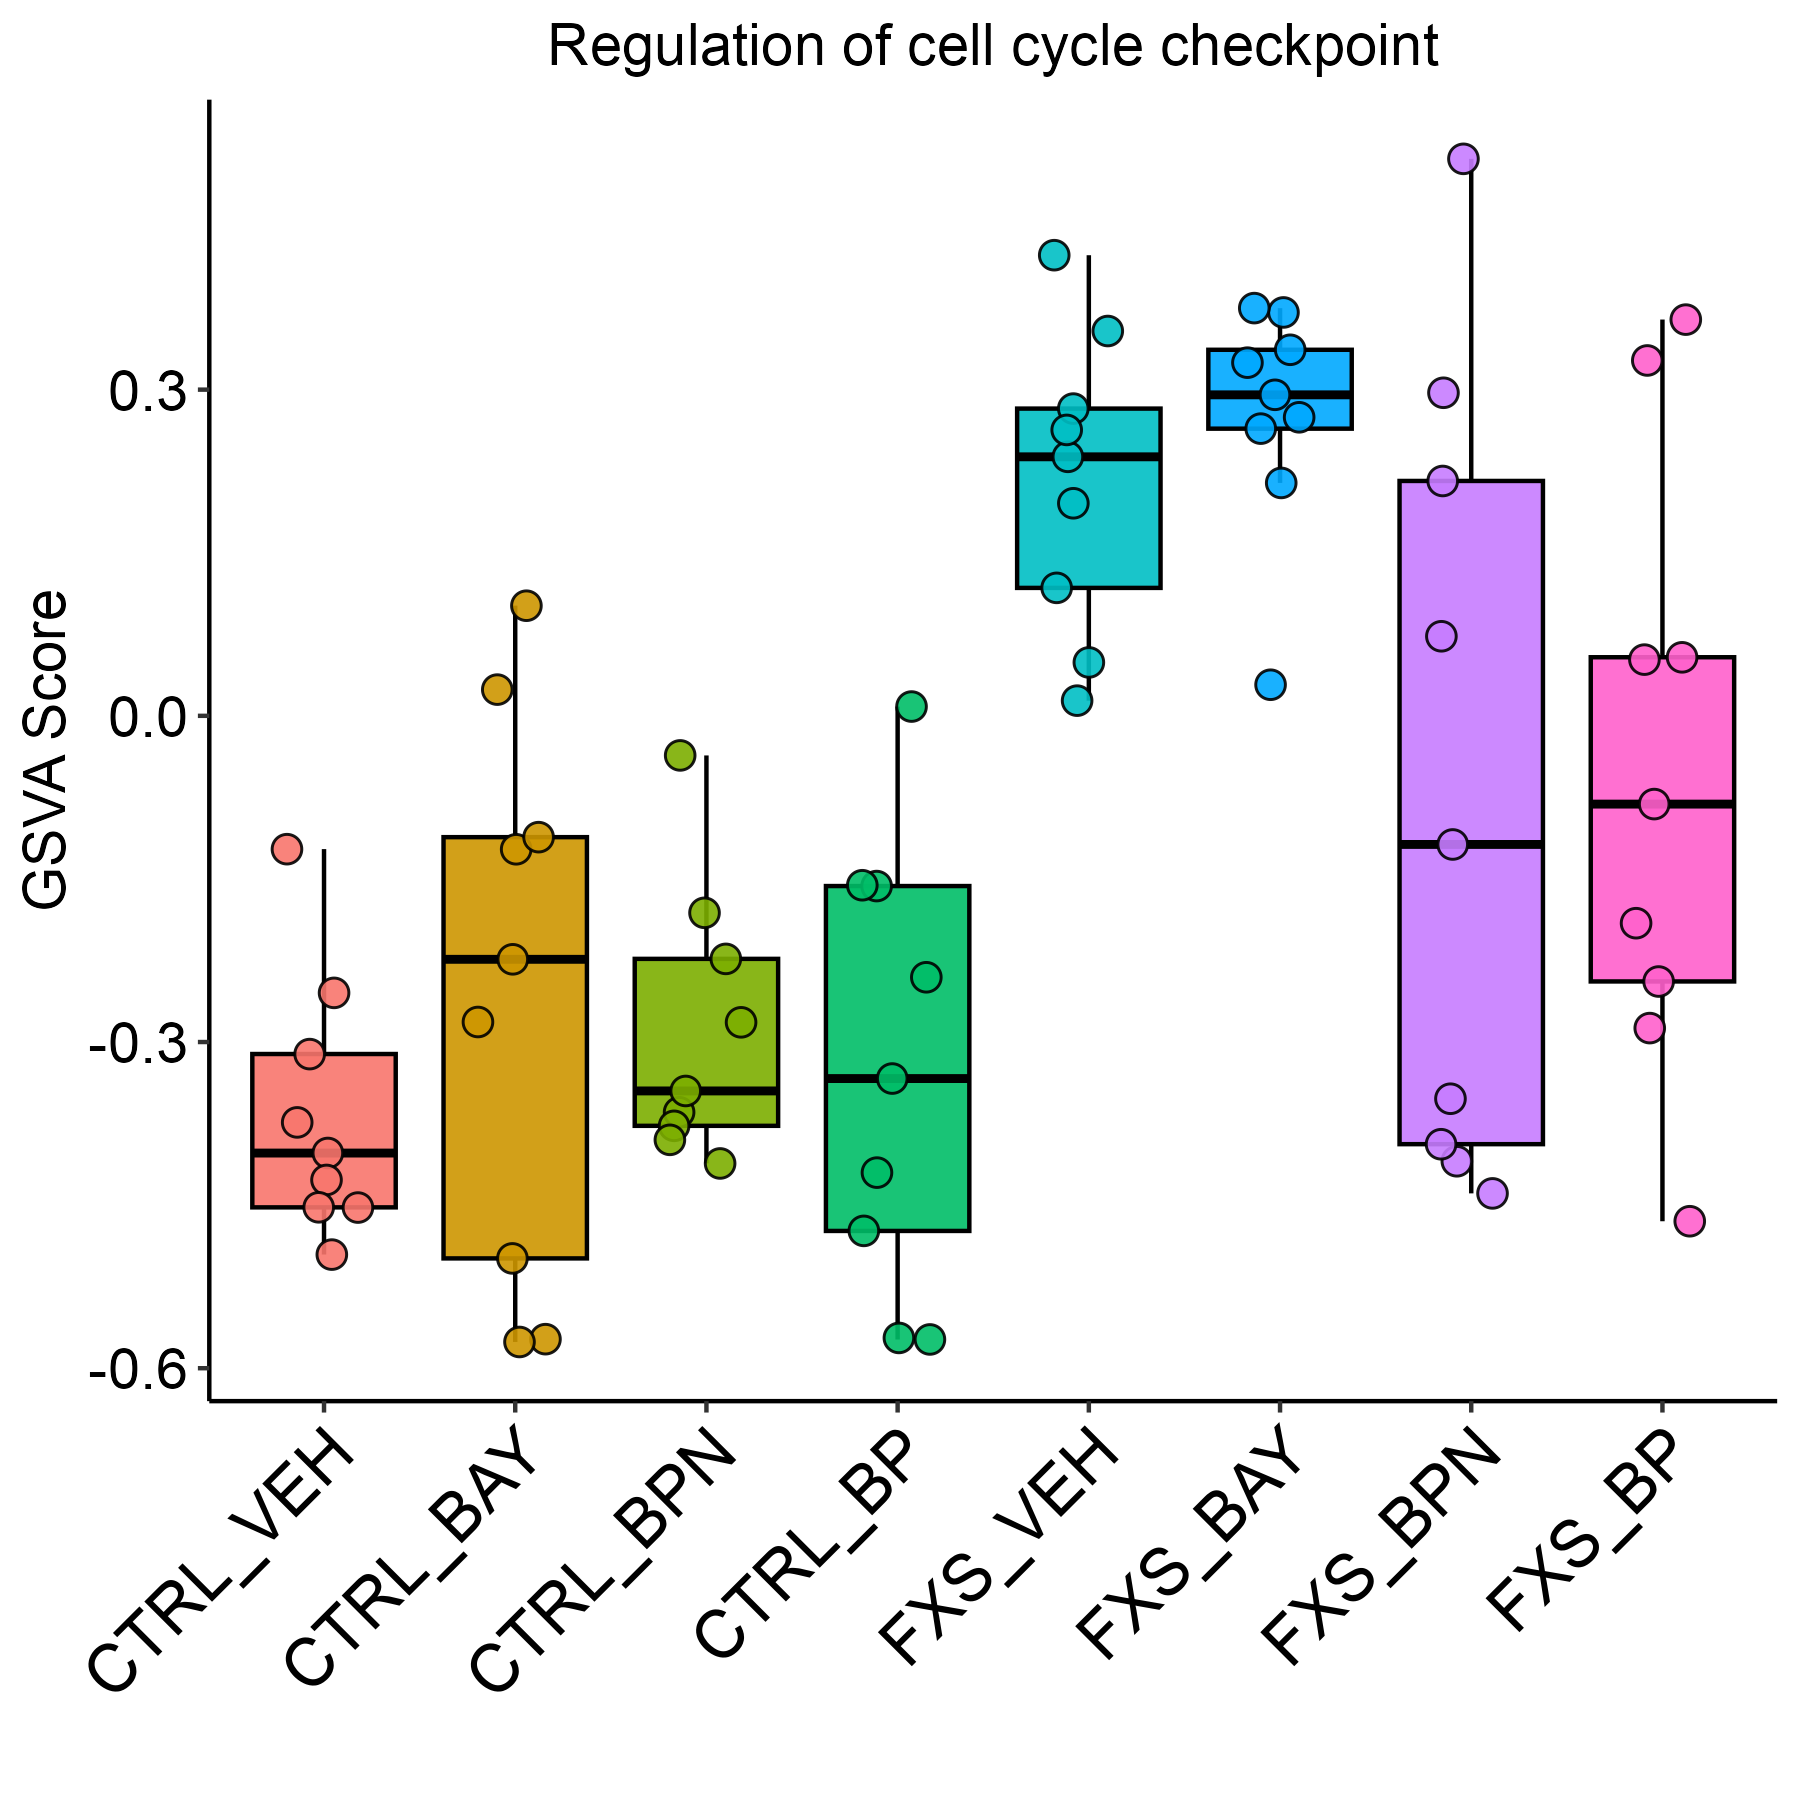 Regulation of cell cycle checkpoint
GSVA Score
0.3
0.0
-0.3
-0.6
CTRL_VEH
CTRL_BAY
CTRL_BPN
CTRL_BP
FXS_VEH
FXS_BAY
FXS_BPN
FXS_BP